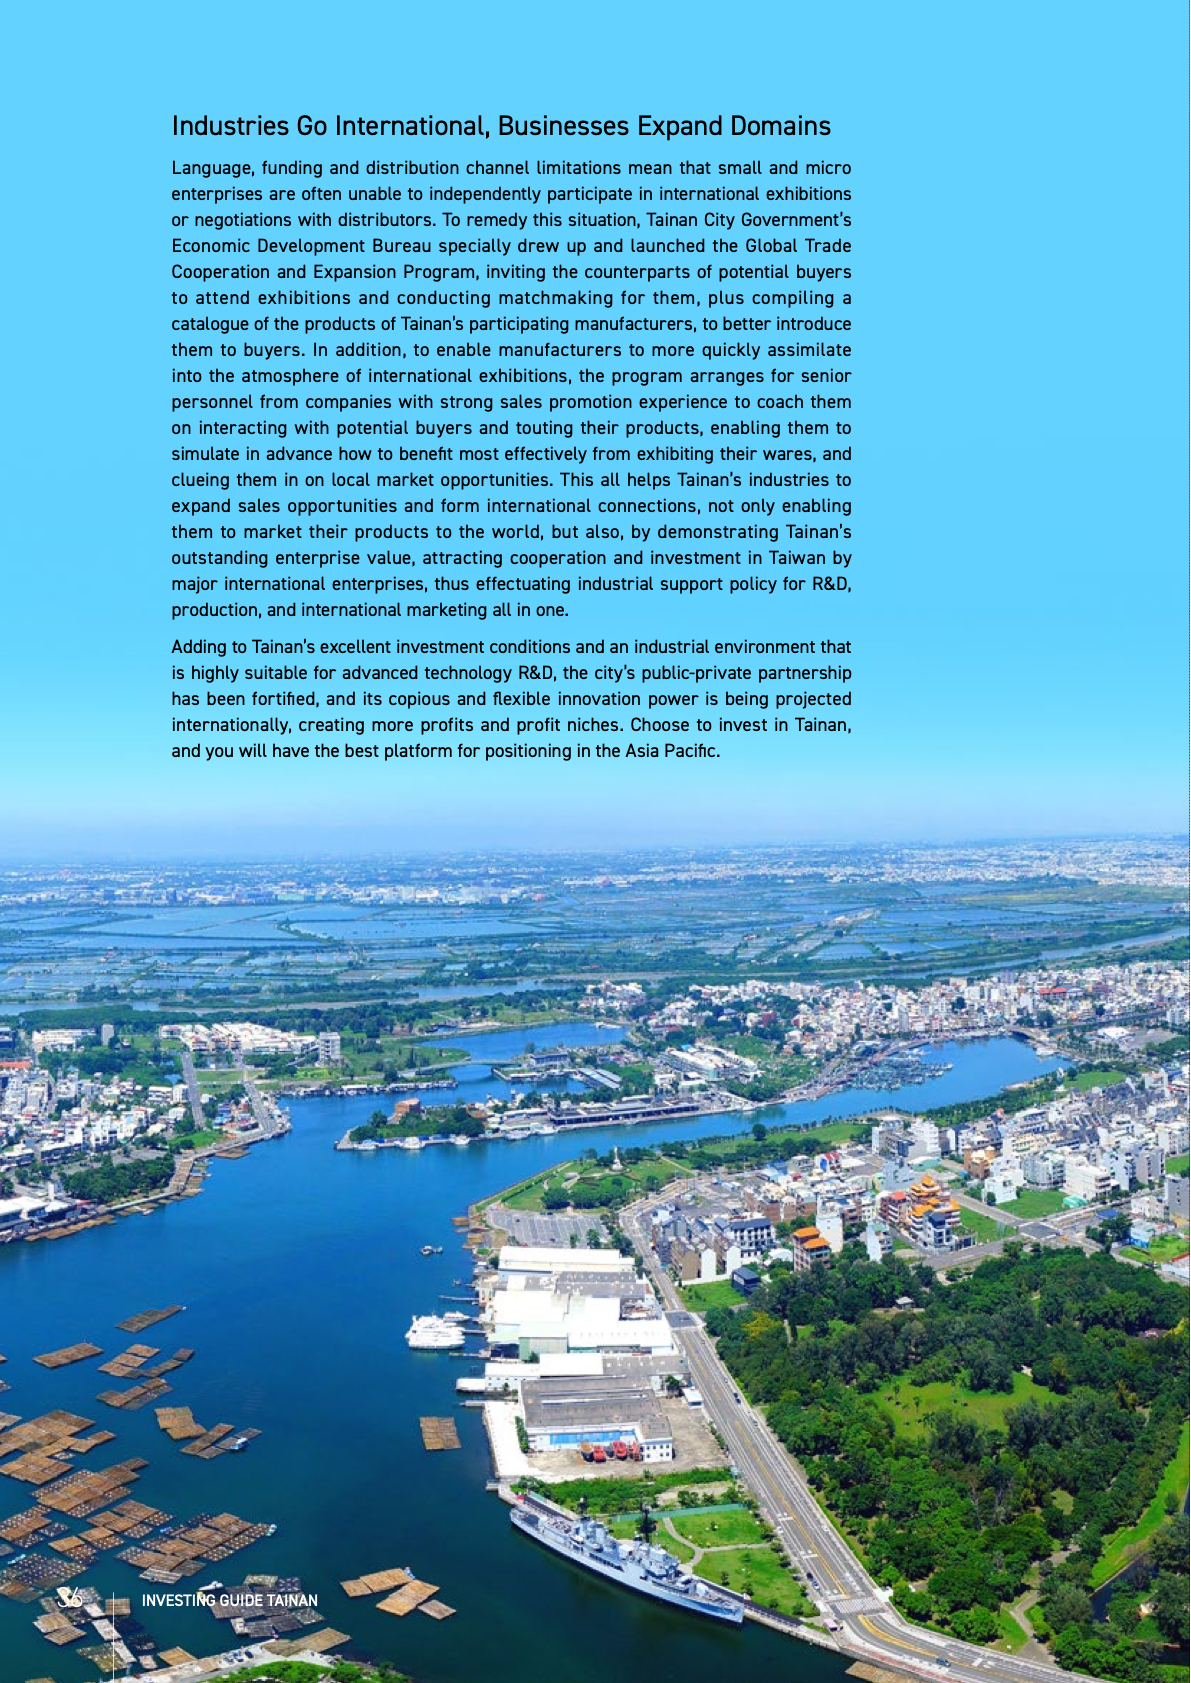 Industries Go International, Businesses Expand Domains
Language, funding and distribution channel limitations mean that small and micro
enterprises are often unable to independently participate in international exhibitions
or negotiations with distributors. To remedy this situation, Tainan City Government's
Economic Development Bureau specially drew up and launched the Global Trade
Cooperation and Expansion Program, inviting the counterparts of potential buyers
to attend exhibitions and conducting matchmaking for them, plus compiling a
catalogue of the products of Tainan's participating manufacturers, to better introduce
them to buyers. In addition, to enable manufacturers to more quickly assimilate
into the atmosphere of international exhibitions, the program arranges for senior
personnel from companies with strong sales promotion experience to coach them
on interacting with potential buyers and touting their products, enabling them to
simulate in advance how to benefit most effectively from exhibiting their wares, and
clueing them in on local market opportunities. This all helps Tainan's industries to
expand sales opportunities and form international connections, not only enabling
them to market their products to the world, but also, by demonstrating Tainan's
outstanding enterprise value, attracting cooperation and investment in Taiwan by
major international enterprises, thus effectuating industrial support policy for R&D,
production, and international marketing all in one.
Adding to Tainan's excellent investment conditions and an industrial environment that
is highly suitable for advanced technology R&D, the city's public-private partnership
has been fortified, and its copious and flexible innovation power is being projected
internationally, creating more profits and profit niches. Choose to invest in Tainan,
and you will have the best platform for positioning in the Asia Pacific.
36
INVESTING GUIDE TAINAN